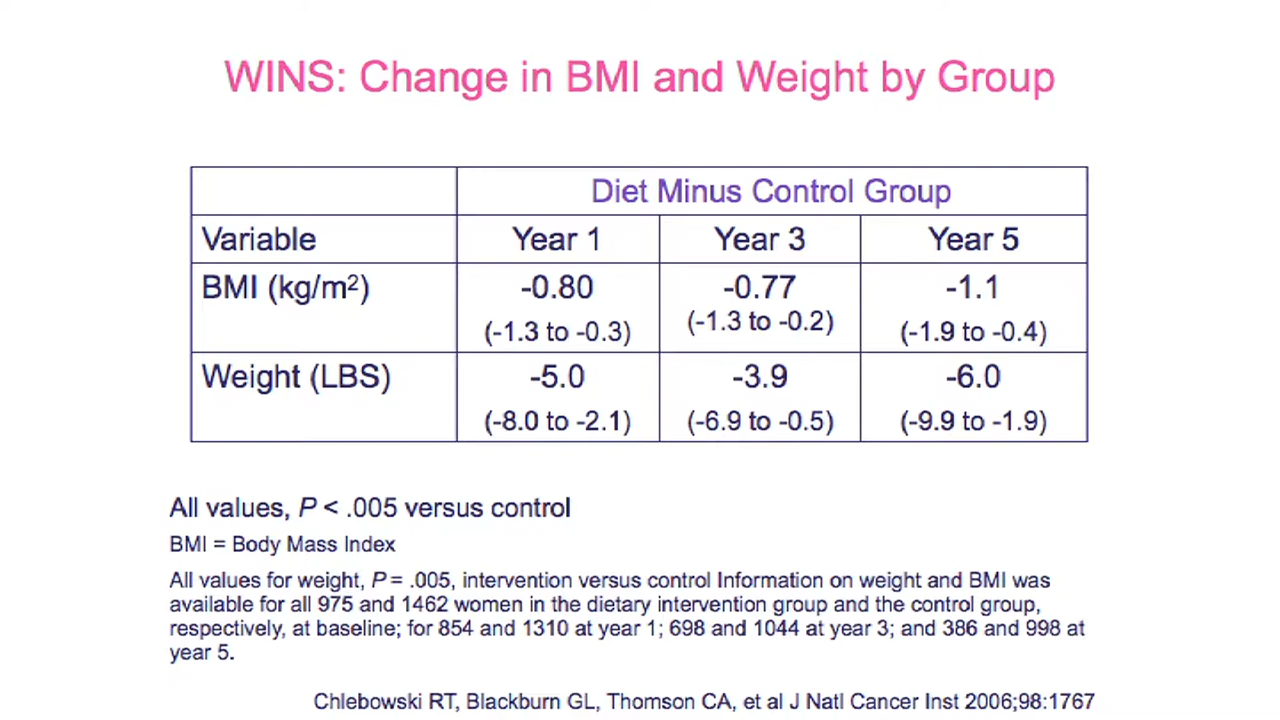 WINS: Change in BMI and Weight by Group
Diet Minus Control Group
Variable Year 1 Year 3 Year 5
BMI (kg/m²) -0.80 -0.77 -1.1
(-1.3 to -0.3) (-1.3 to -0.2) (-1.9 to -0.4)
Weight (LBS) -5.0 -3.9 -6.0
(-8.0 to -2.1) (-6.9 to -0.5) (-9.9 to -1.9)
All values, P < .005 versus control
BMI = Body Mass Index
All values for weight, P = .005, intervention versus control Information on weight and BMI was
available for all 975 and 1462 women in the dietary intervention group and the control group,
respectively, at baseline; for 854 and 1310 at year 1; 698 and 1044 at year 3; and 386 and 998 at
year 5.
Chlebowski RT, Blackburn GL, Thomson CA, et al J Natl Cancer Inst 2006;98:1767